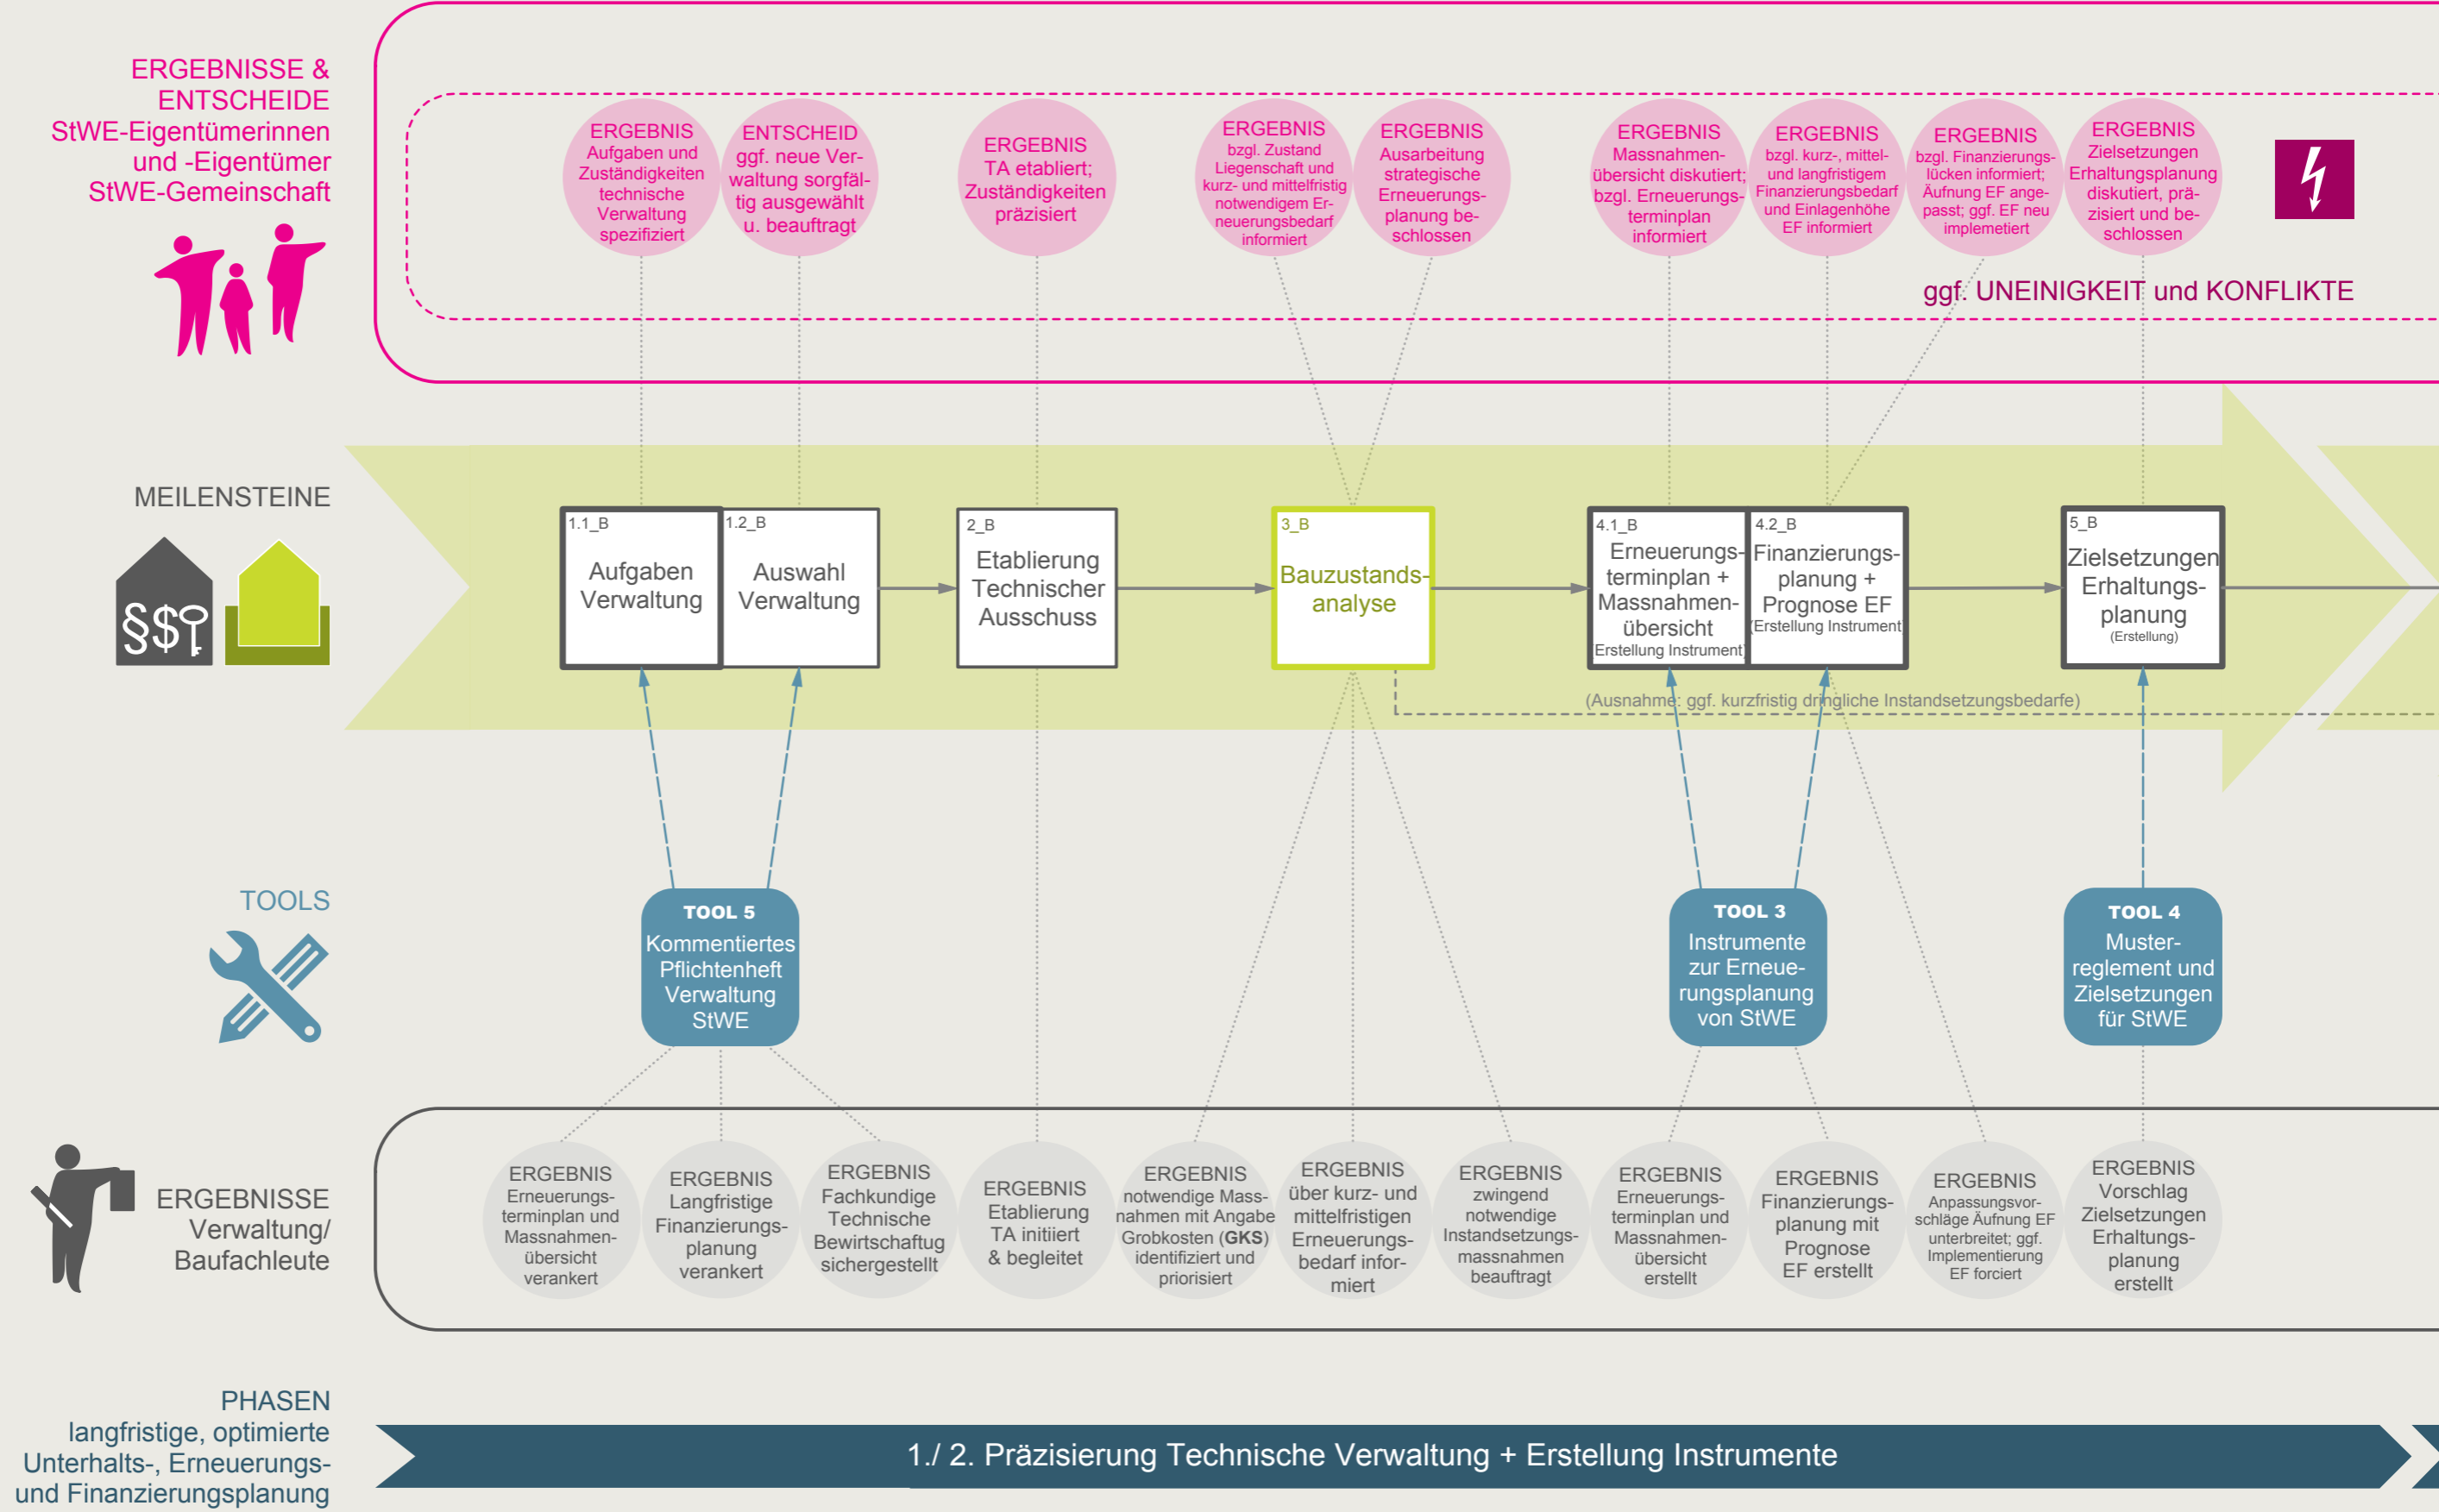 ERGEBNISSE &
ENTSCHEIDE
StWE-Eigentümerinnen
und -Eigentümer
StWE-Gemeinschaft
ERGEBNIS
Aufgaben und
Zuständigkeiten
technische
Verwaltung
spezifiziert
ENTSCHEID
ggf. neue Ver-
waltung sorgfäl-
tig ausgewählt
u. beauftragt
ERGEBNIS
TA etabliert;
Zuständigkeiten
präzisiert
ERGEBNIS
bzgl. Zustand
Liegenschaft und
kurz- und mittelfristig
notwendigem Er-
neuerungsbedarf
informiert
ERGEBNIS
Ausarbeitung
strategische
Erneuerungs-
planung be-
schlossen
ERGEBNIS
Massnahmen-
übersicht diskutiert;
bzgl. Erneuerungs-
terminplan
informiert
ERGEBNIS
bzgl. kurz-, mittel-
und langfristigem
Finanzierungsbedarf
und Einlagenhöhe
EF informiert
ERGEBNIS
bzgl. Finanzierungs-
lücken informiert;
Äufnung EF ange-
passt; ggf. EF neu
implemetiert
ERGEBNIS
Zielsetzungen
Erhaltungsplanung
diskutiert, prä-
zisiert und be-
schlossen
ggf. UNEINIGKEIT und KONFLIKTE
MEILENSTEINE
§$
1.1_B
Aufgaben
Verwaltung
1.2_B
Auswahl
Verwaltung
2_B
Etablierung
Technischer
Ausschuss
3_B
Bauzustands-
analyse
4.1_B
Erneuerungs-
terminplan +
Massnahmen-
übersicht
(Erstellung Instrument)
4.2_B
Finanzierungs-
planung +
Prognose EF
(Erstellung Instrument
5_B
Zielsetzungen
Erhaltungs-
planung
(Erstellung)
(Ausnahme: ggf. kurzfristig dringliche Instandsetzungsbedarfe)
TOOLS
TOOL 5
Kommentiertes
Pflichtenheft
Verwaltung
StWE
TOOL 3
Instrumente
zur Erneue-
rungsplanung
von StWE
TOOL 4
Muster-
reglement und
Zielsetzungen
für StWE
ERGEBNISSE
Verwaltung/
Baufachleute
ERGEBNIS
Erneuerungs-
terminplan und
Massnahmen-
übersicht
verankert
ERGEBNIS
Langfristige
Finanzierungs-
planung
verankert
ERGEBNIS
Fachkundige
Technische
Bewirtschaftug
sichergestellt
ERGEBNIS
Etablierung
TA initiiert
& begleitet
ERGEBNIS
notwendige Mass-
nahmen mit Angabe
Grobkosten (GKS)
identifiziert und
priorisiert
ERGEBNIS
über kurz- und
mittelfristigen
Erneuerungs-
bedarf infor-
miert
ERGEBNIS
zwingend
notwendige
Instandsetzungs-
massnahmen
beauftragt
ERGEBNIS
Erneuerungs-
terminplan und
Massnahmen-
übersicht
erstellt
ERGEBNIS
Finanzierungs-
planung mit
Prognose
EF erstellt
ERGEBNIS
Anpassungsvor-
schläge Äufnung EF
unterbreitet; ggf.
Implementierung
EF forciert
ERGEBNIS
Vorschlag
Zielsetzungen
Erhaltungs-
planung
erstellt
PHASEN
langfristige, optimierte
Unterhalts-, Erneuerungs-
und Finanzierungsplanung
1./ 2. Präzisierung Technische Verwaltung + Erstellung Instrumente